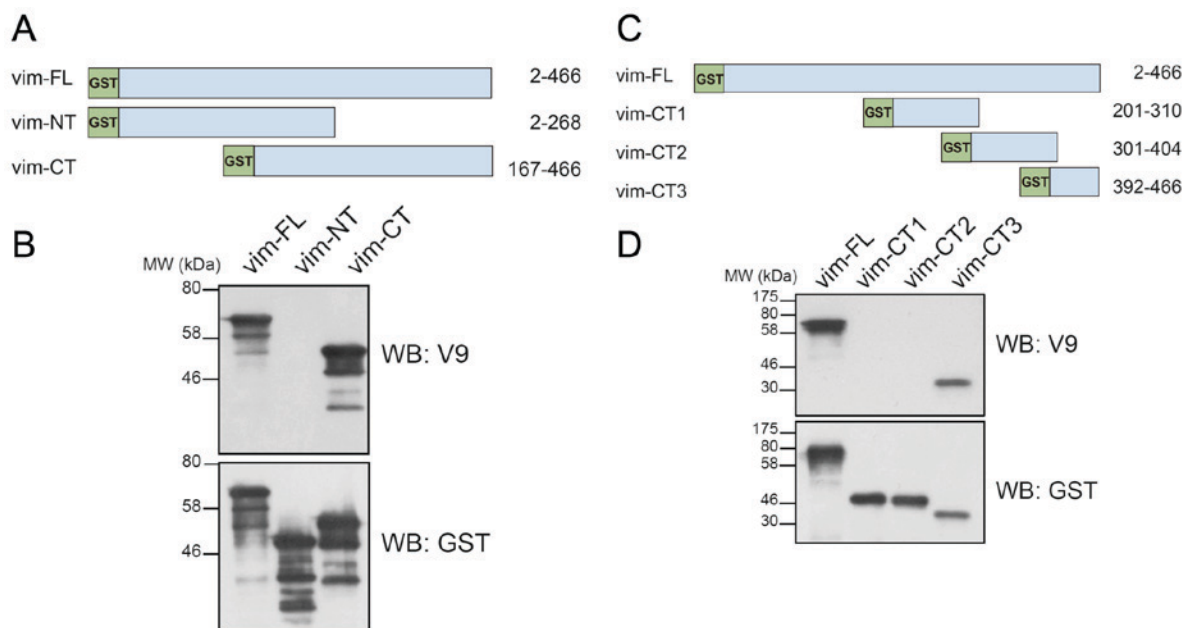 A
vim-FL GST 2-466
vim-NT GST 2-268
vim-CT GST 167-466
B
vim-FL vim-NT vim-CT
MW (kDa)
80
58
46
WB: V9
80
58
46
WB: GST
C
vim-FL GST 2-466
vim-CT1 GST 201-310
vim-CT2 GST 301-404
vim-CT3 GST 392-466
D
vim-FL vim-CT1 vim-CT2 vim-CT3
MW (kDa)
175
80
58
46
30
WB: V9
175
80
58
46
30
WB: GST